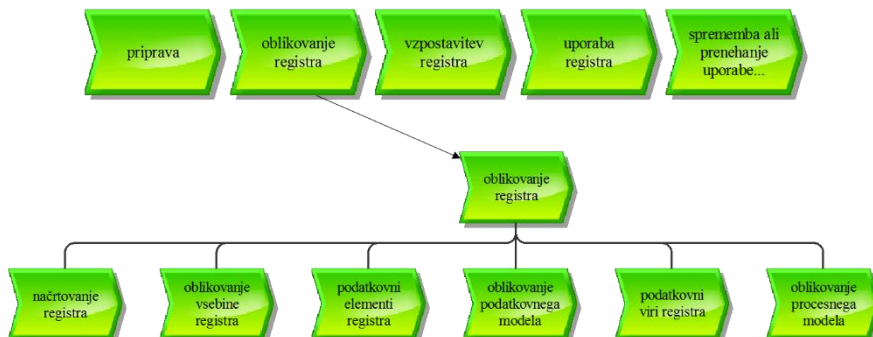 priprava
oblikovanje
registra
vzpostavitev
registra
uporaba
registra
sprememba ali
prenehanje
uporabe...
oblikovanje
registra
načrtovanje
registra
oblikovanje
vsebine
registra
podatkovni
elementi
registra
oblikovanje
podatkovnega
modela
podatkovni
viri registra
oblikovanje
procesnega
modela